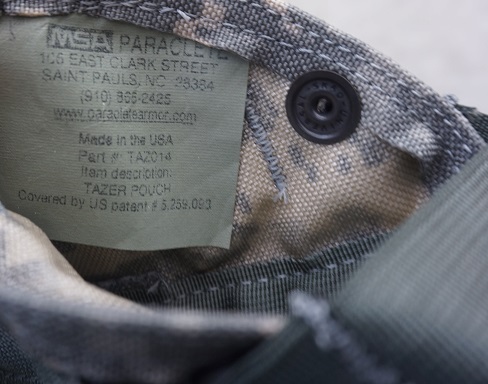 MSA PARACLETE
105 EAST CLARK STREET
SAINT PAULS, NC 28384
(910) 865-2425
www.paracletearmor.com
Made in the USA
Part #: TAZ014
Item description:
TAZER POUCH
Covered by US patent # 5,259,093